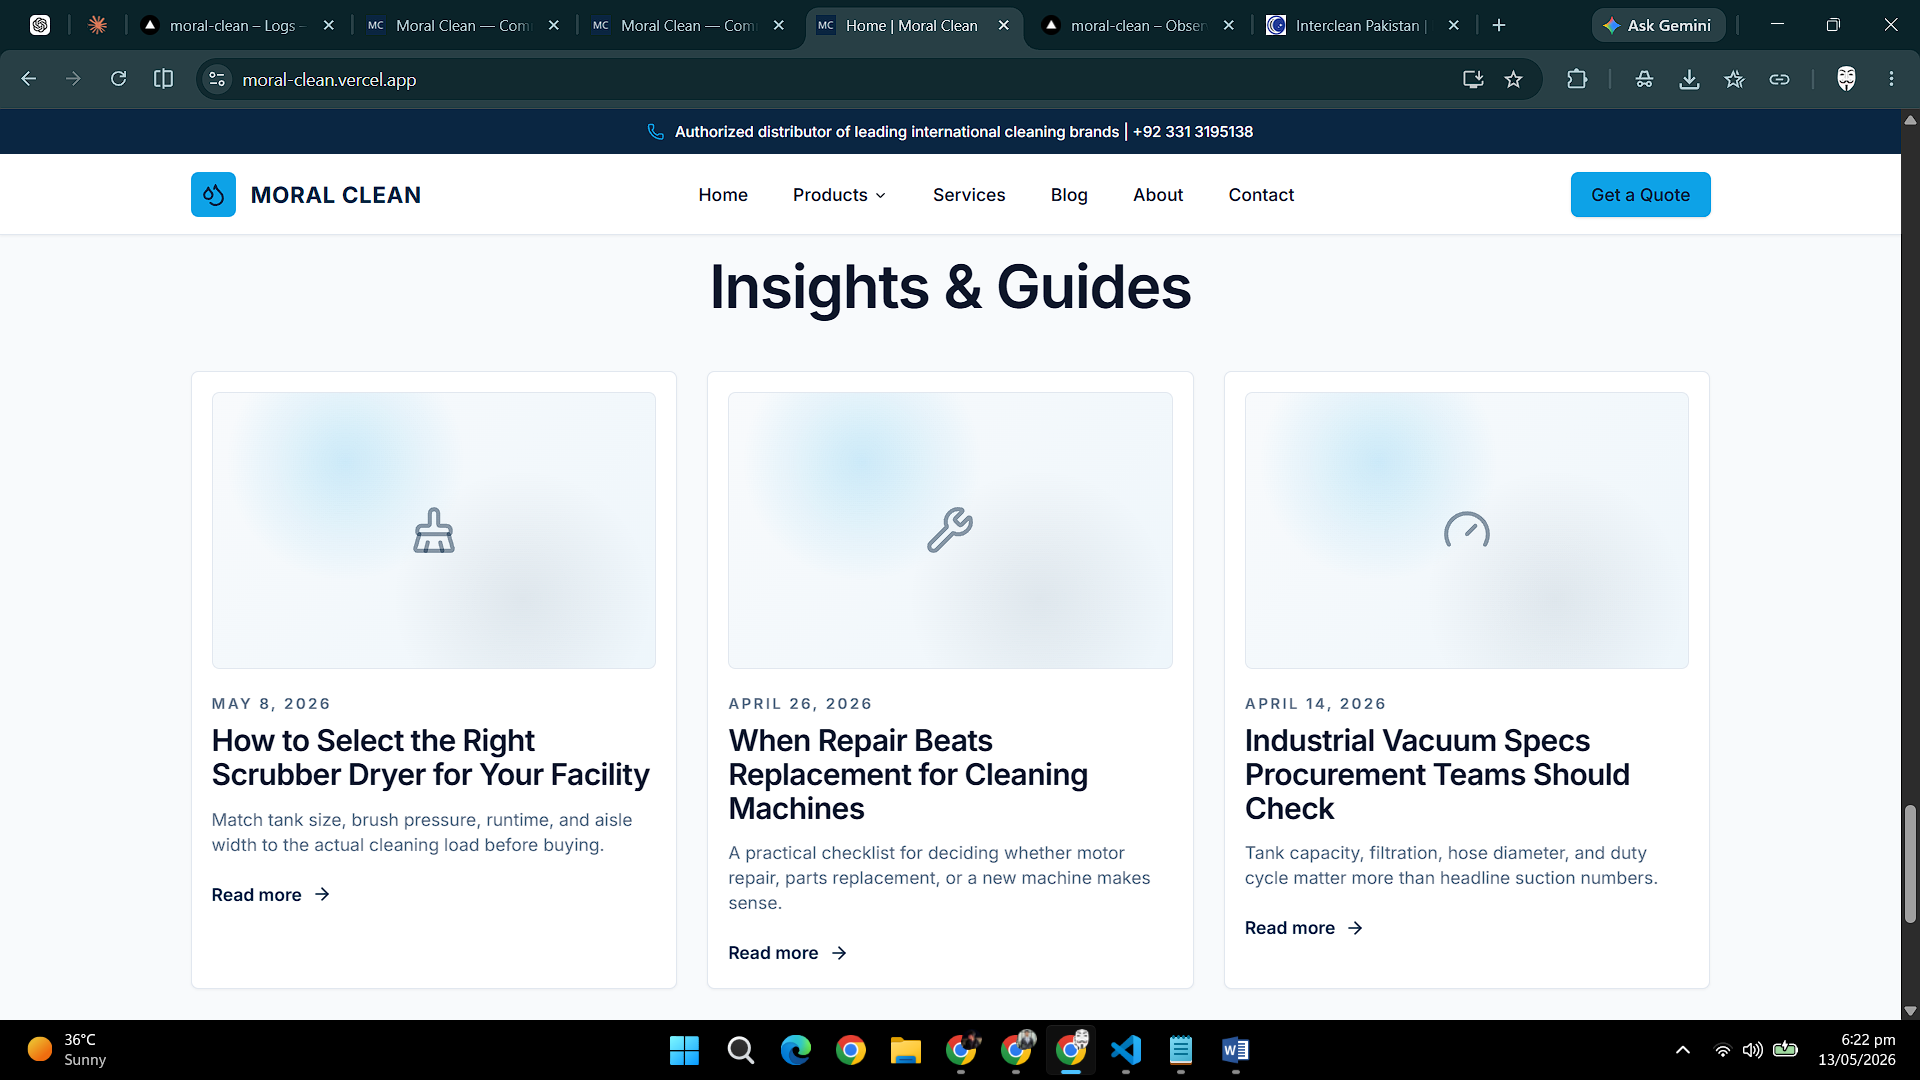 moral-clean – Logs -
MC Moral Clean — Com
MC Moral Clean — Com
MC Home | Moral Clean
moral-clean – Obser
Interclean Pakistan |
Ask Gemini
moral-clean.vercel.app
Authorized distributor of leading international cleaning brands | +92 331 3195138
MORAL CLEAN
Home
Products
Services
Blog
About
Contact
Get a Quote
Insights & Guides
MAY 8, 2026
How to Select the Right
Scrubber Dryer for Your Facility
Match tank size, brush pressure, runtime, and aisle
width to the actual cleaning load before buying.
Read more
APRIL 26, 2026
When Repair Beats
Replacement for Cleaning
Machines
A practical checklist for deciding whether motor
repair, parts replacement, or a new machine makes
sense.
Read more
APRIL 14, 2026
Industrial Vacuum Specs
Procurement Teams Should
Check
Tank capacity, filtration, hose diameter, and duty
cycle matter more than headline suction numbers.
Read more
36°C
Sunny
6:22 pm
13/05/2026